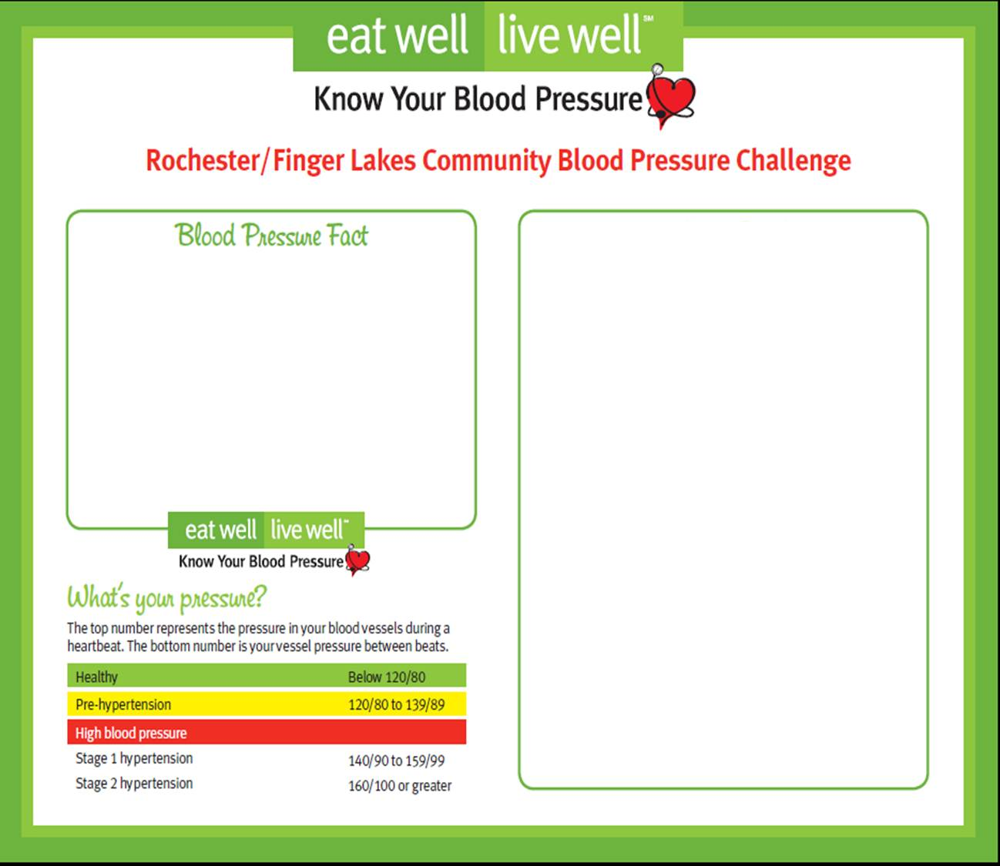 eat well live well℠
Know Your Blood Pressure
Rochester/Finger Lakes Community Blood Pressure Challenge
Blood Pressure Fact
eat well live well℠
Know Your Blood Pressure
What's your pressure?
The top number represents the pressure in your blood vessels during a
heartbeat. The bottom number is your vessel pressure between beats.
Healthy Below 120/80
Pre-hypertension 120/80 to 139/89
High blood pressure
Stage 1 hypertension 140/90 to 159/99
Stage 2 hypertension 160/100 or greater